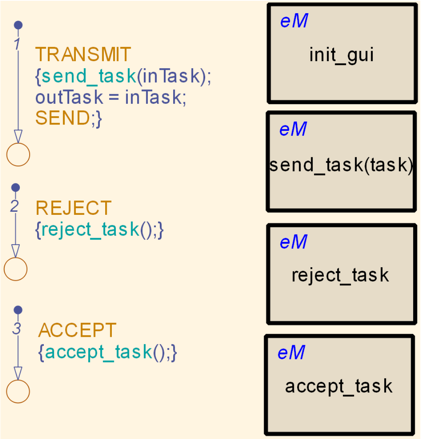 1
TRANSMIT
{send_task(inTask);
outTask = inTask;
SEND;}
2
REJECT
{reject_task();}
3
ACCEPT
{accept_task();}
eM
init_gui
eM
send_task(task)
eM
reject_task
eM
accept_task